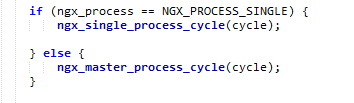 if (ngx_process == NGX_PROCESS_SINGLE) {
ngx_single_process_cycle(cycle);
} else {
ngx_master_process_cycle(cycle);
}